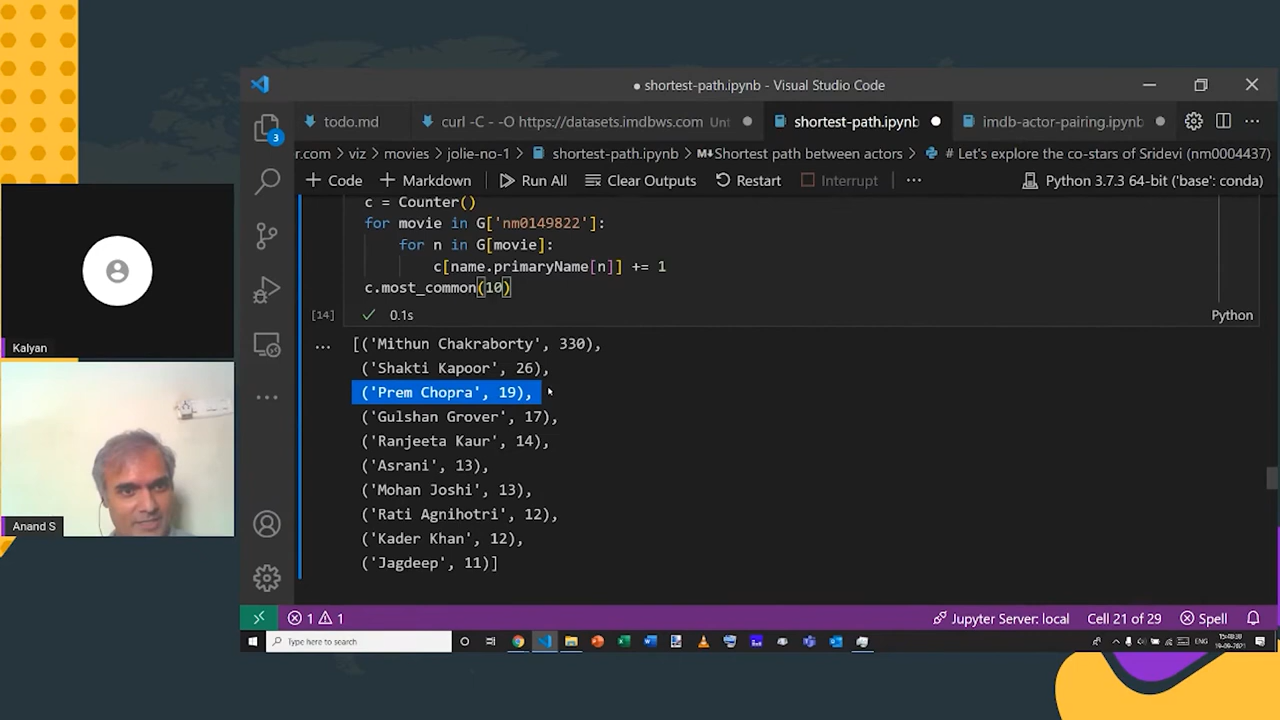 ● shortest-path.ipynb - Visual Studio Code
todo.md
curl -C - -O https://datasets.imdbws.com Unt
shortest-path.ipynb
imdb-actor-pairing.ipynb
r.com > viz > movies > jolie-no-1 > shortest-path.ipynb > M↓Shortest path between actors > # Let's explore the co-stars of Sridevi (nm0004437)
+ Code + Markdown Run All Clear Outputs Restart Interrupt ... Python 3.7.3 64-bit ('base': conda)
c = Counter()
for movie in G['nm0149822']:
for n in G[movie]:
c[name.primaryName[n]] += 1
c.most_common(10)
[14] ✓ 0.1s Python
... [('Mithun Chakraborty', 330),
('Shakti Kapoor', 26),
('Prem Chopra', 19),
('Gulshan Grover', 17),
('Ranjeeta Kaur', 14),
('Asrani', 13),
('Mohan Joshi', 13),
('Rati Agnihotri', 12),
('Kader Khan', 12),
('Jagdeep', 11)]
3
Kalyan
Anand S
1 1 Jupyter Server: local Cell 21 of 29 Spell
Type here to search
ENG